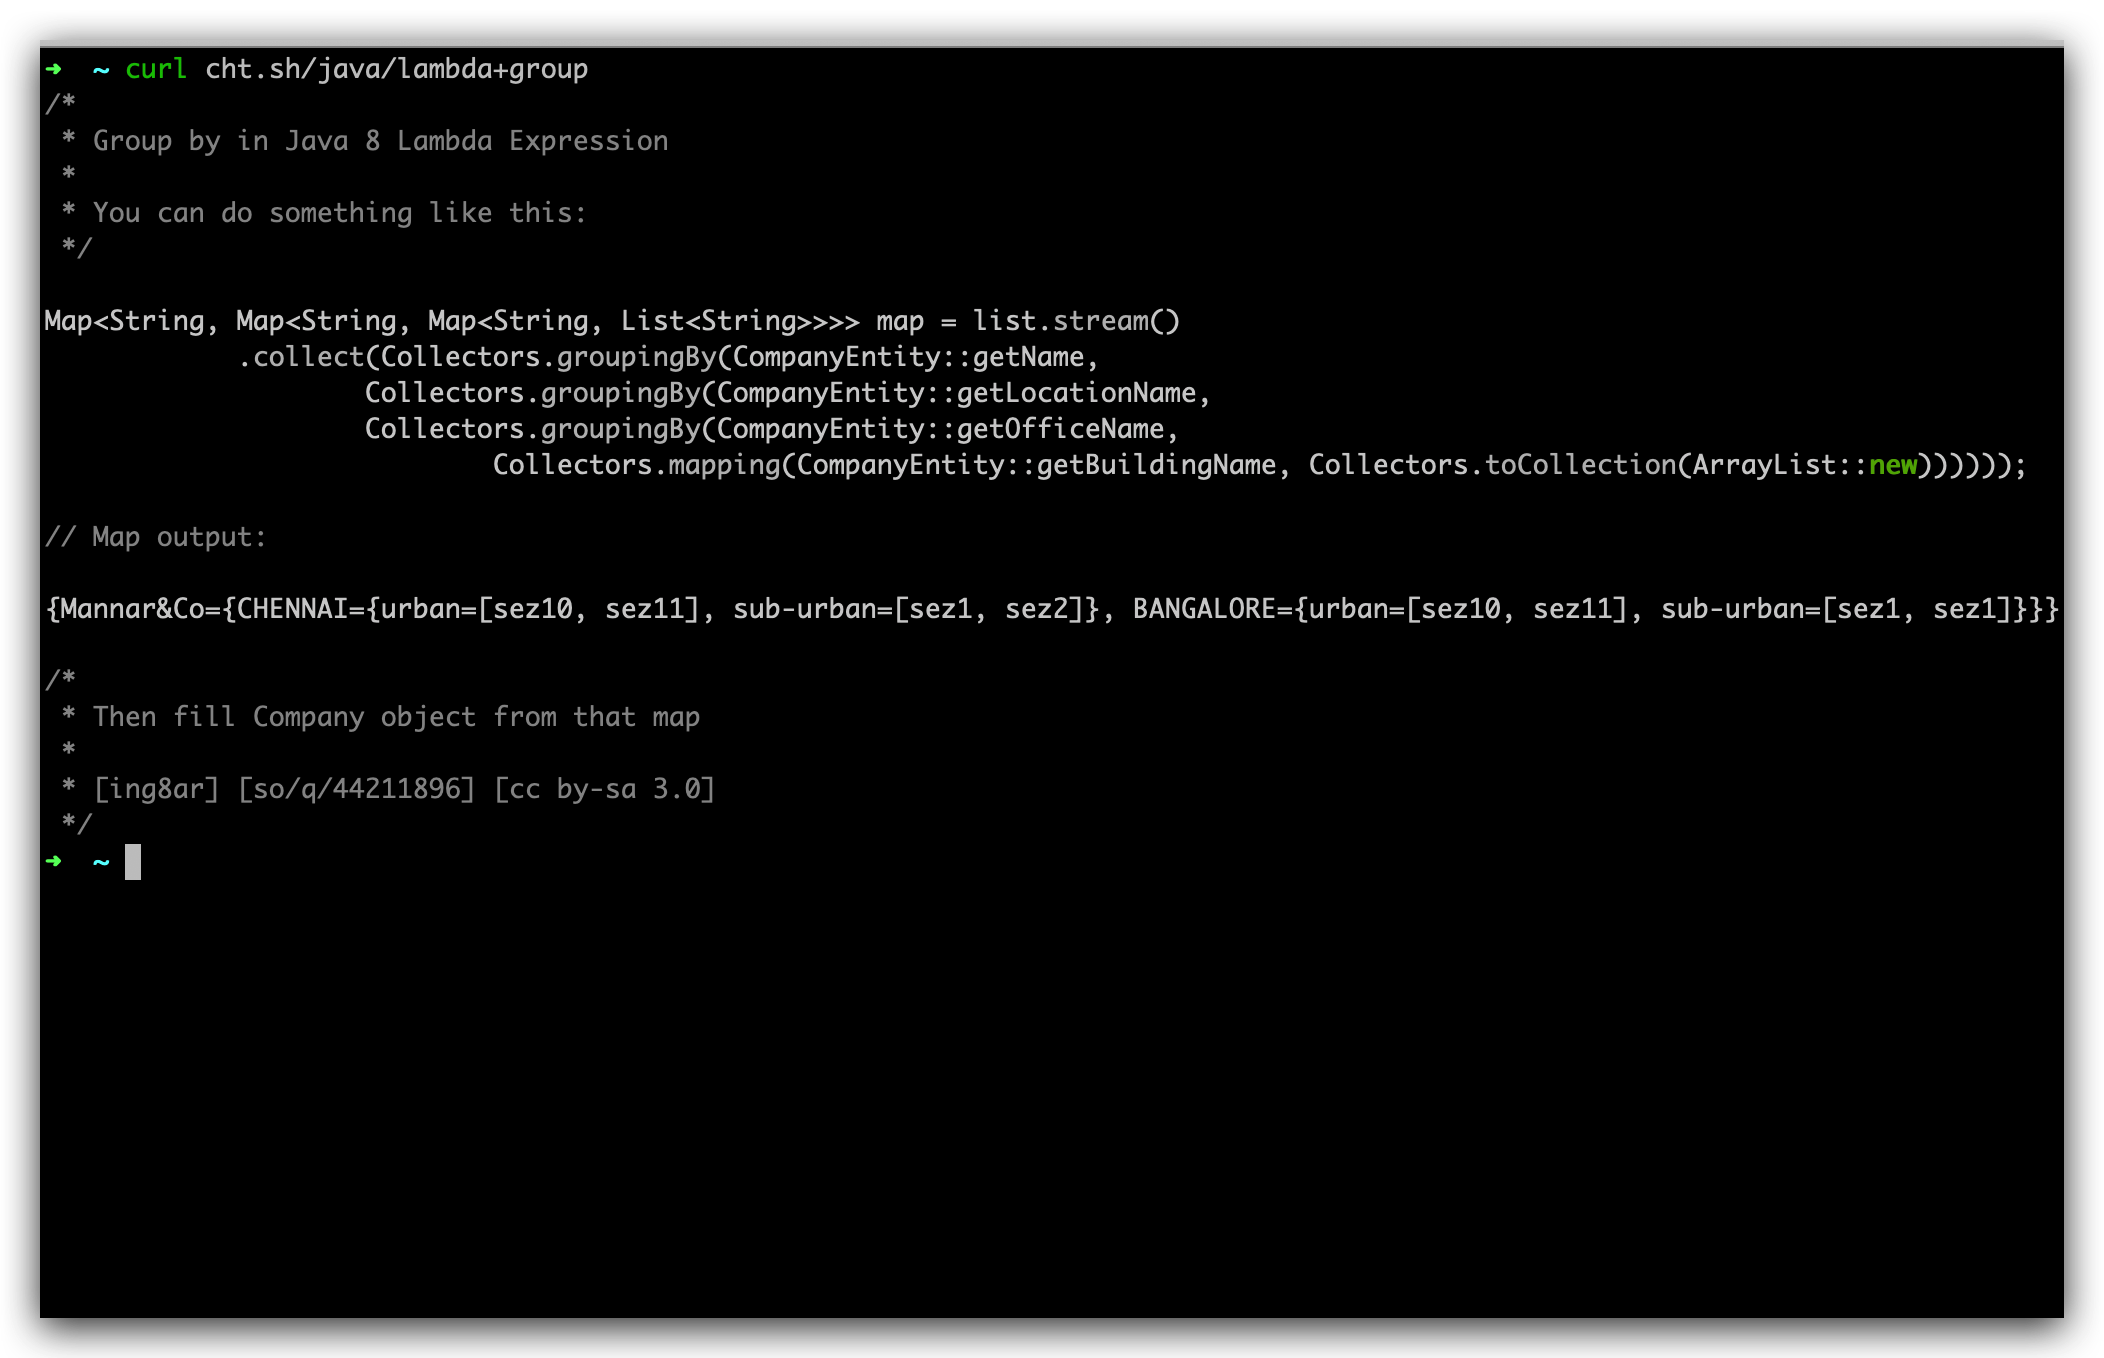 ➜  ~ curl cht.sh/java/lambda+group
/*
 * Group by in Java 8 Lambda Expression
 *
 * You can do something like this:
 */

Map<String, Map<String, Map<String, List<String>>>> map = list.stream()
            .collect(Collectors.groupingBy(CompanyEntity::getName,
                    Collectors.groupingBy(CompanyEntity::getLocationName,
                    Collectors.groupingBy(CompanyEntity::getOfficeName,
                            Collectors.mapping(CompanyEntity::getBuildingName, Collectors.toCollection(ArrayList::new))))));

// Map output:

{Mannar&Co={CHENNAI={urban=[sez10, sez11], sub-urban=[sez1, sez2]}, BANGALORE={urban=[sez10, sez11], sub-urban=[sez1, sez1]}}}

/*
 * Then fill Company object from that map
 *
 * [ing8ar] [so/q/44211896] [cc by-sa 3.0]
 */
➜  ~